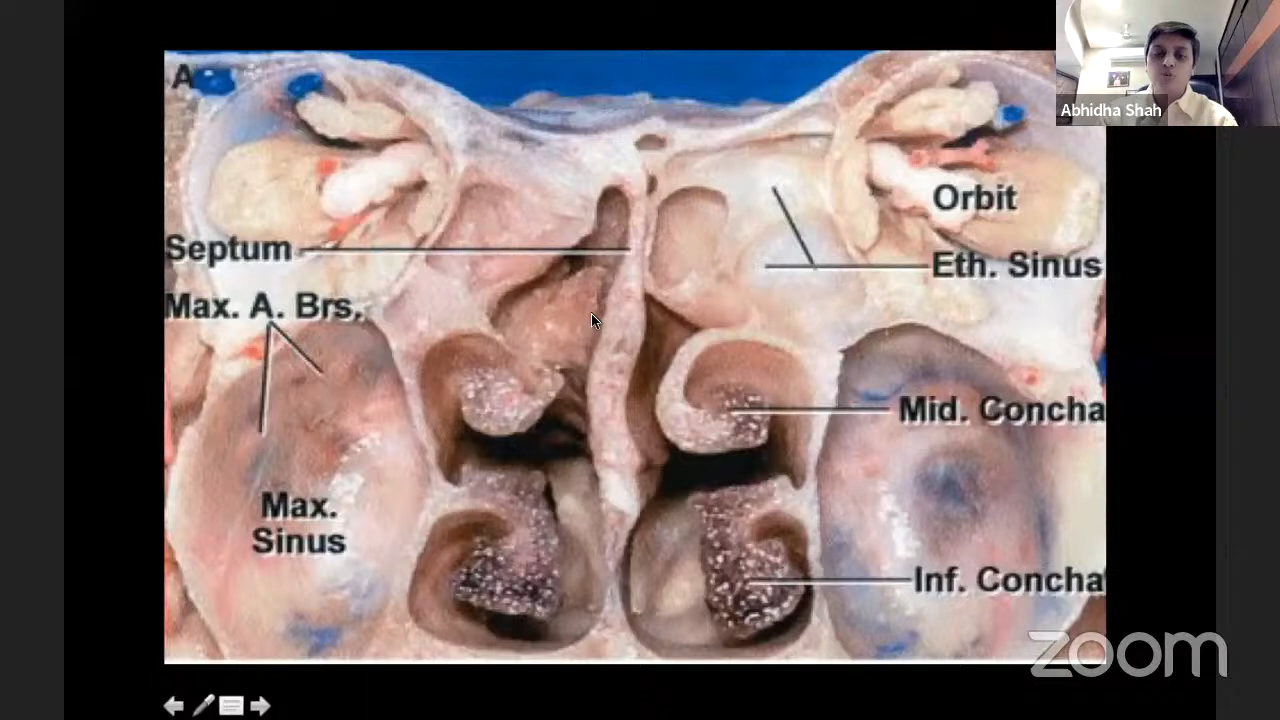 A
Abhidha Shah
Orbit
Septum
Eth. Sinus
Max. A. Brs.
Mid. Concha
Max.
Sinus
Inf. Concha
zoom